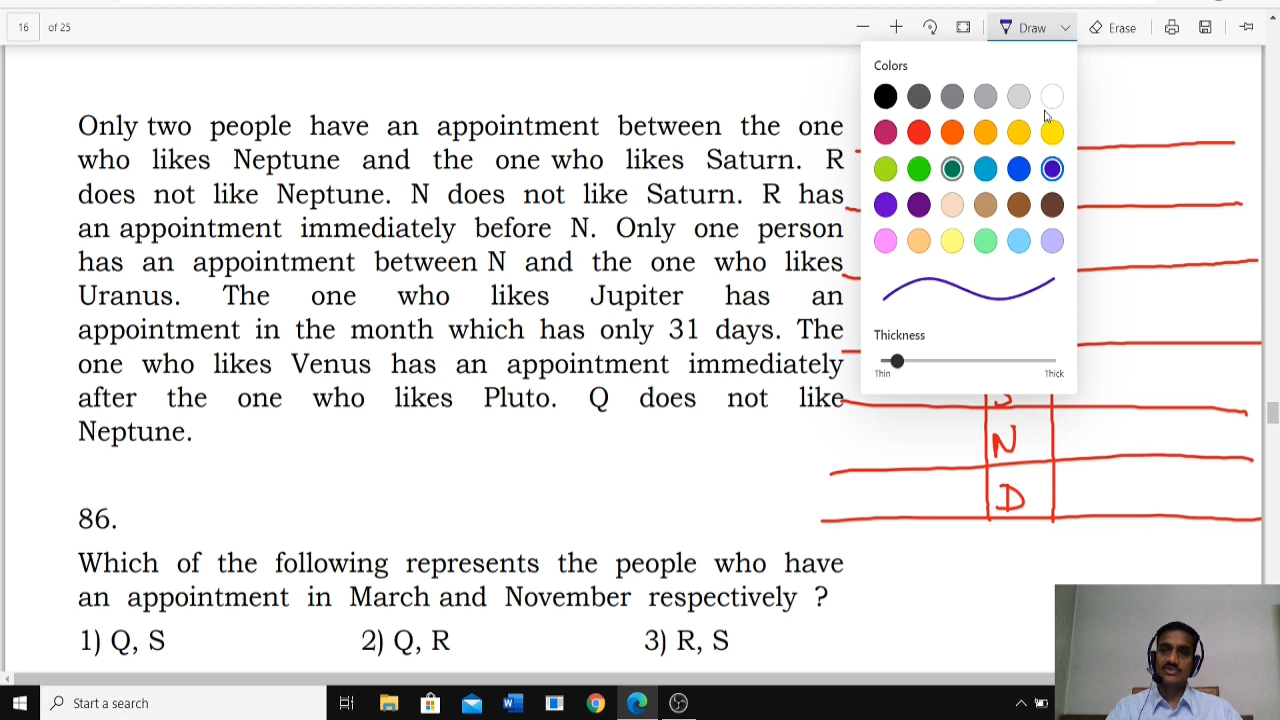 16 of 25 Draw Erase
Colors
Only two people have an appointment between the one
who likes Neptune and the one who likes Saturn. R
does not like Neptune. N does not like Saturn. R has
an appointment immediately before N. Only one person
has an appointment between N and the one who likes
Uranus. The one who likes Jupiter has an
appointment in the month which has only 31 days. The
one who likes Venus has an appointment immediately
after the one who likes Pluto. Q does not like
Neptune.
Thickness
Thin Thick
N
D
86.
Which of the following represents the people who have
an appointment in March and November respectively ?
1) Q, S 2) Q, R 3) R, S
Start a search